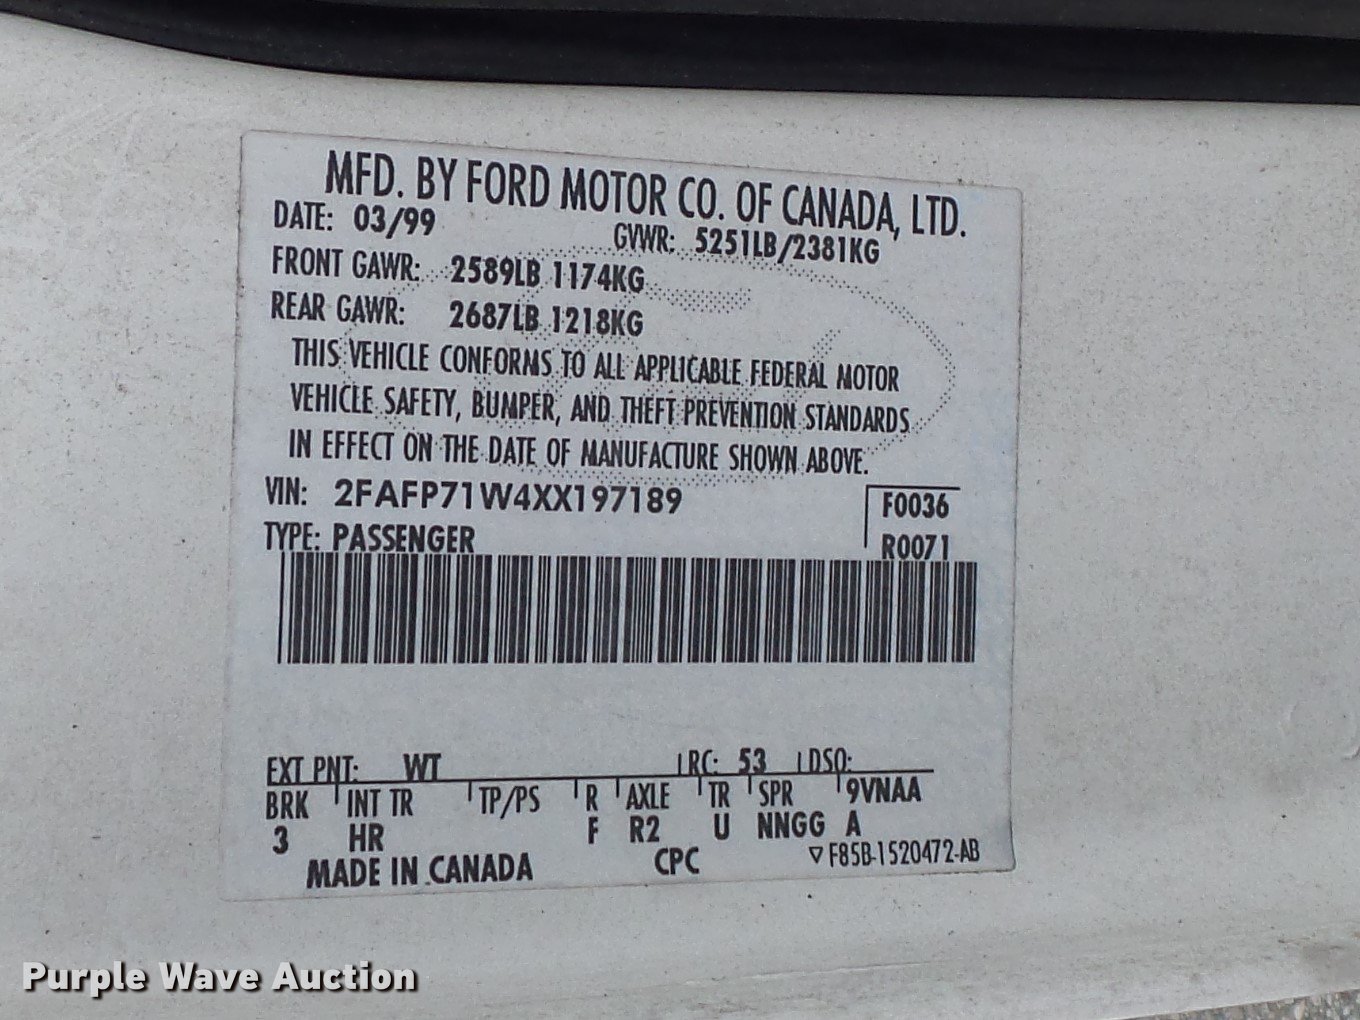 MFD. BY FORD MOTOR CO. OF CANADA, LTD.
DATE: 03/99 GVWR: 5251LB/2381KG
FRONT GAWR: 2589LB 1174KG
REAR GAWR: 2687LB 1218KG
THIS VEHICLE CONFORMS TO ALL APPLICABLE FEDERAL MOTOR
VEHICLE SAFETY, BUMPER, AND THEFT PREVENTION STANDARDS
IN EFFECT ON THE DATE OF MANUFACTURE SHOWN ABOVE.
VIN: 2FAFP71W4XX197189 F0036
TYPE: PASSENGER R0071
EXT PNT: WT RC: 53 DSO:
BRK INT TR TP/PS R AXLE TR SPR 9VNAA
3 HR F R2 U NNGG A
MADE IN CANADA CPC ▽F85B-1520472-AB
Purple Wave Auction